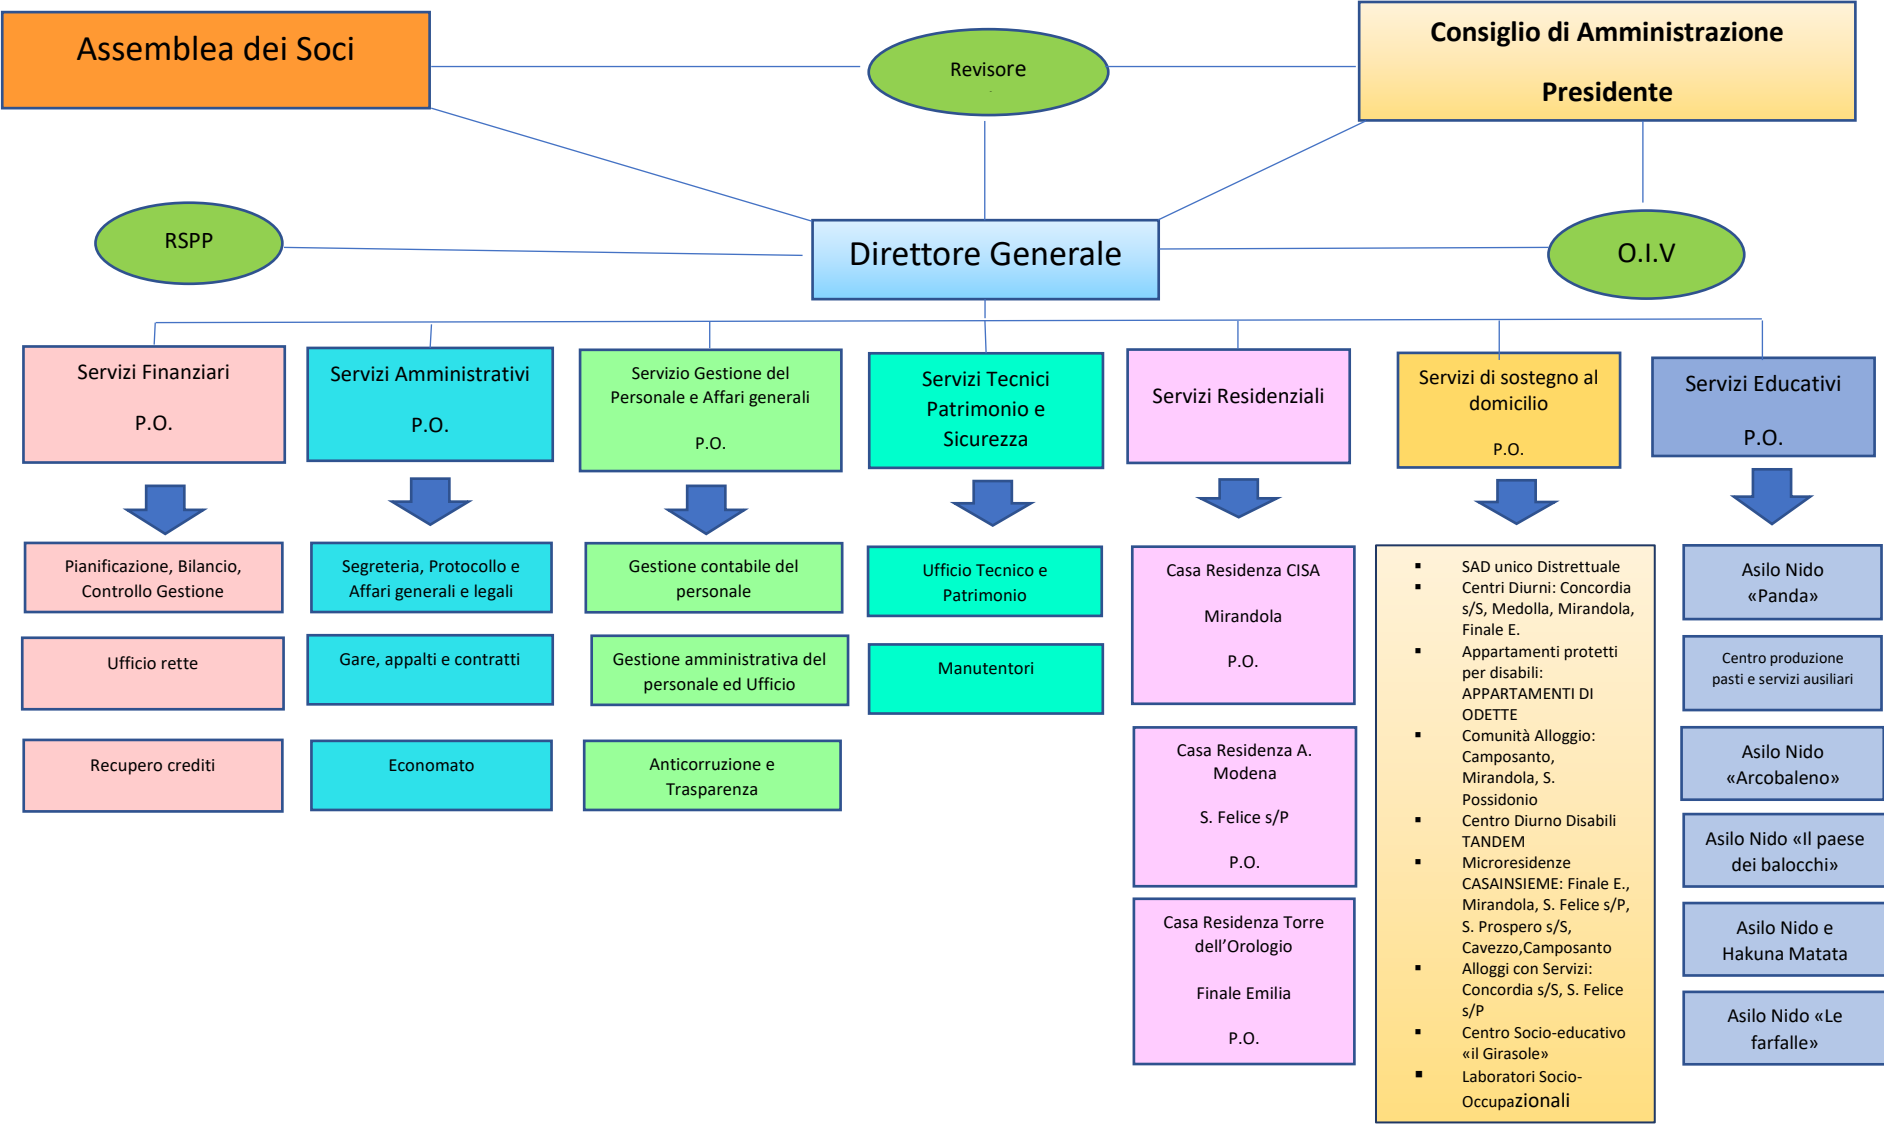 Assemblea dei Soci
Revisore
Consiglio di Amministrazione
Presidente
RSPP
Direttore Generale
O.I.V
Servizi Finanziari
P.O.
Servizi Amministrativi
P.O.
Servizio Gestione del
Personale e Affari generali
P.O.
Servizi Tecnici
Patrimonio e
Sicurezza
Servizi Residenziali
Servizi di sostegno al
domicilio
P.O.
Servizi Educativi
P.O.
Pianificazione, Bilancio,
Controllo Gestione
Ufficio rette
Recupero crediti
Segreteria, Protocollo e
Affari generali e legali
Gare, appalti e contratti
Economato
Gestione contabile del
personale
Gestione amministrativa del
personale ed Ufficio
Anticorruzione e
Trasparenza
Ufficio Tecnico e
Patrimonio
Manutentori
Casa Residenza CISA
Mirandola
P.O.
Casa Residenza A.
Modena
S. Felice s/P
P.O.
Casa Residenza Torre
dell’Orologio
Finale Emilia
P.O.
▪ SAD unico Distrettuale
▪ Centri Diurni: Concordia
s/S, Medolla, Mirandola,
Finale E.
▪ Appartamenti protetti
per disabili:
APPARTAMENTI DI
ODETTE
▪ Comunità Alloggio:
Camposanto,
Mirandola, S.
Possidonio
▪ Centro Diurno Disabili
TANDEM
▪ Microresidenze
CASAINSIEME: Finale E.,
Mirandola, S. Felice s/P,
S. Prospero s/S,
Cavezzo,Camposanto
▪ Alloggi con Servizi:
Concordia s/S, S. Felice
s/P
▪ Centro Socio-educativo
«il Girasole»
▪ Laboratori Socio-
Occupazionali
Asilo Nido
«Panda»
Centro produzione
pasti e servizi ausiliari
Asilo Nido
«Arcobaleno»
Asilo Nido «Il paese
dei balocchi»
Asilo Nido e
Hakuna Matata
Asilo Nido «Le
farfalle»